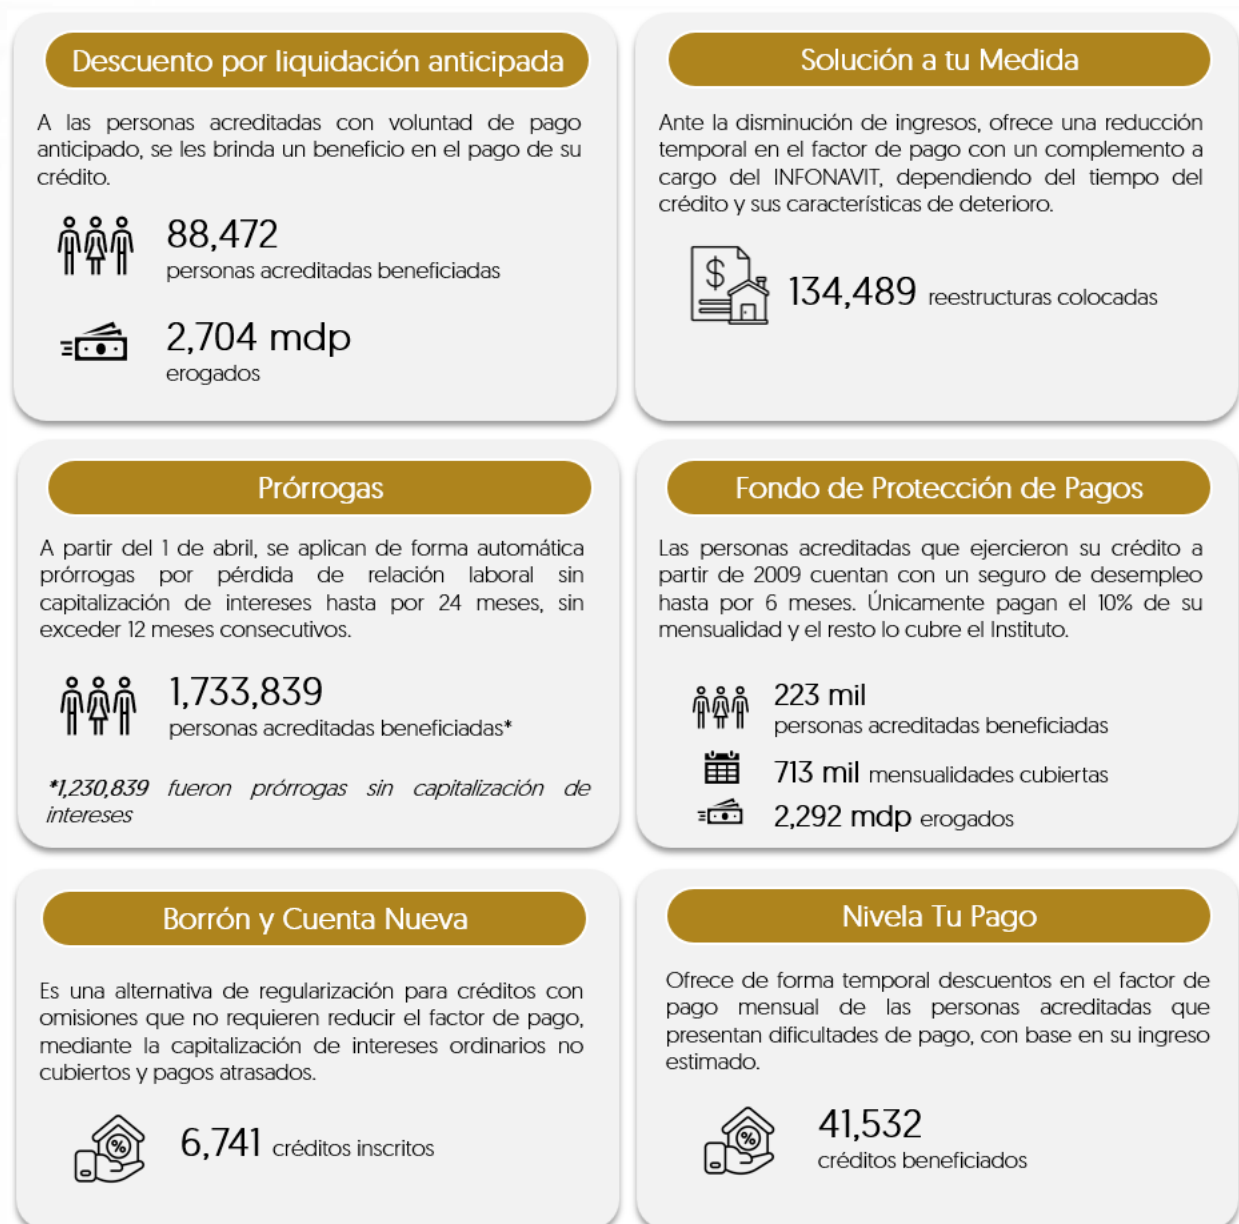 Descuento por liquidación anticipada
A las personas acreditadas con voluntad de pago
anticipado, se les brinda un beneficio en el pago de su
crédito.
88,472
personas acreditadas beneficiadas
2,704 mdp
erogados
Solución a tu Medida
Ante la disminución de ingresos, ofrece una reducción
temporal en el factor de pago con un complemento a
cargo del INFONAVIT, dependiendo del tiempo del
crédito y sus características de deterioro.
$
134,489 reestructuras colocadas
Prórrogas
A partir del 1 de abril, se aplican de forma automática
prórrogas por pérdida de relación laboral sin
capitalización de intereses hasta por 24 meses, sin
exceder 12 meses consecutivos.
1,733,839
personas acreditadas beneficiadas*
*1,230,839 fueron prórrogas sin capitalización de
intereses
Fondo de Protección de Pagos
Las personas acreditadas que ejercieron su crédito a
partir de 2009 cuentan con un seguro de desempleo
hasta por 6 meses. Únicamente pagan el 10% de su
mensualidad y el resto lo cubre el Instituto.
223 mil
personas acreditadas beneficiadas
713 mil mensualidades cubiertas
2,292 mdp erogados
Borrón y Cuenta Nueva
Es una alternativa de regularización para créditos con
omisiones que no requieren reducir el factor de pago,
mediante la capitalización de intereses ordinarios no
cubiertos y pagos atrasados.
%
6,741 créditos inscritos
Nivela Tu Pago
Ofrece de forma temporal descuentos en el factor de
pago mensual de las personas acreditadas que
presentan dificultades de pago, con base en su ingreso
estimado.
%
41,532
créditos beneficiados